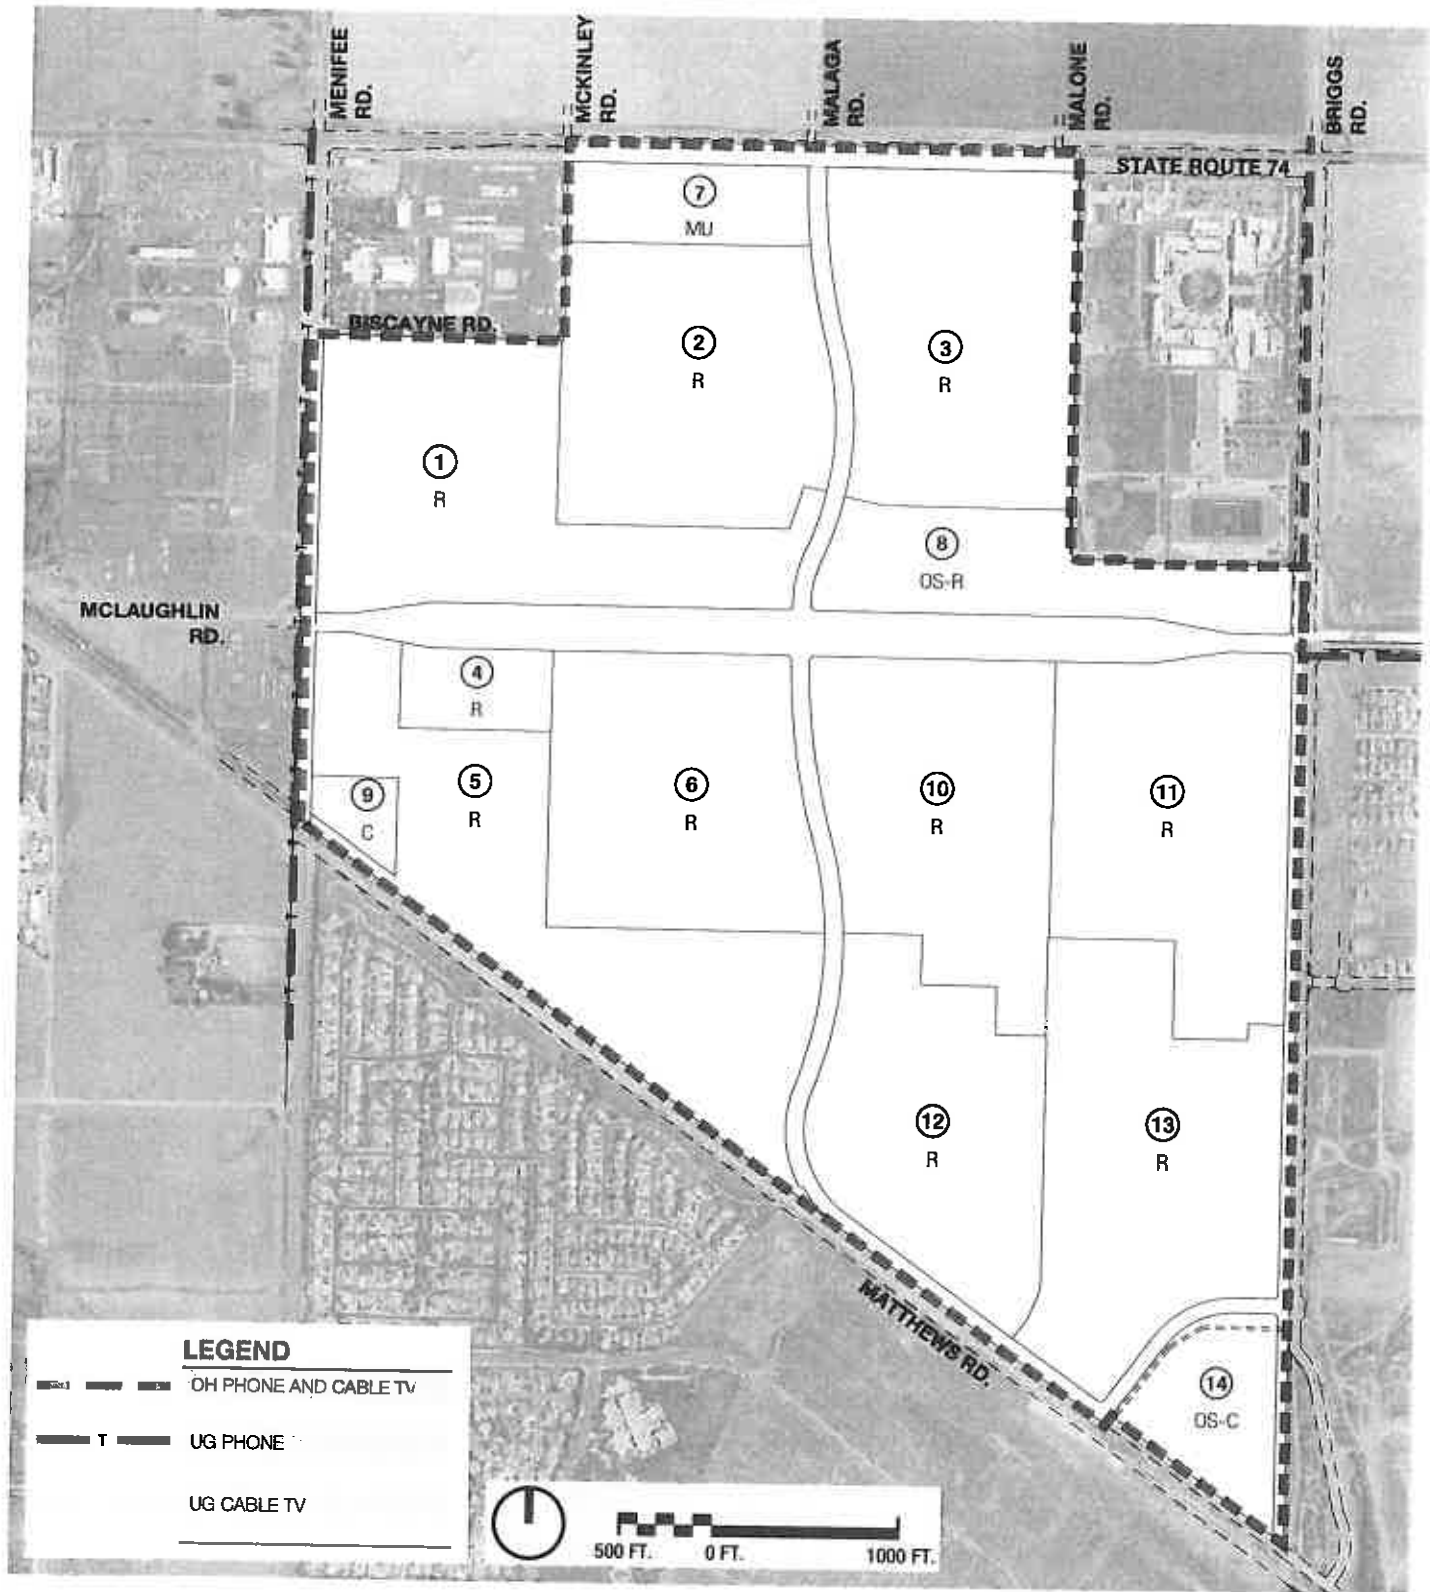 MENIFEE
RD.
MCKINLEY
RD.
MALAGA
RD.
MALONE
RD.
BRIGGS
RD.
STATE ROUTE 74
7
MU
BISCAYNE RD.
2
R
3
R
1
R
8
OS-R
MCLAUGHLIN
RD.
4
R
9
C
5
R
6
R
10
R
11
R
12
R
13
R
MATTHEWS RD.
14
OS-C
LEGEND
OH PHONE AND CABLE TV
T UG PHONE
UG CABLE TV
500 FT. 0 FT. 1000 FT.